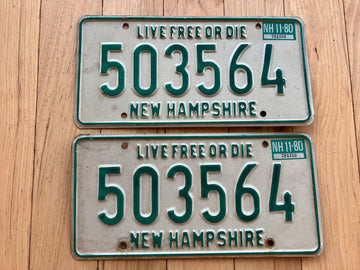 LIVE FREE OR DIE
NH 11-80
503564
NEW HAMPSHIRE
LIVE FREE OR DIE
NH 11-80
503564
NEW HAMPSHIRE